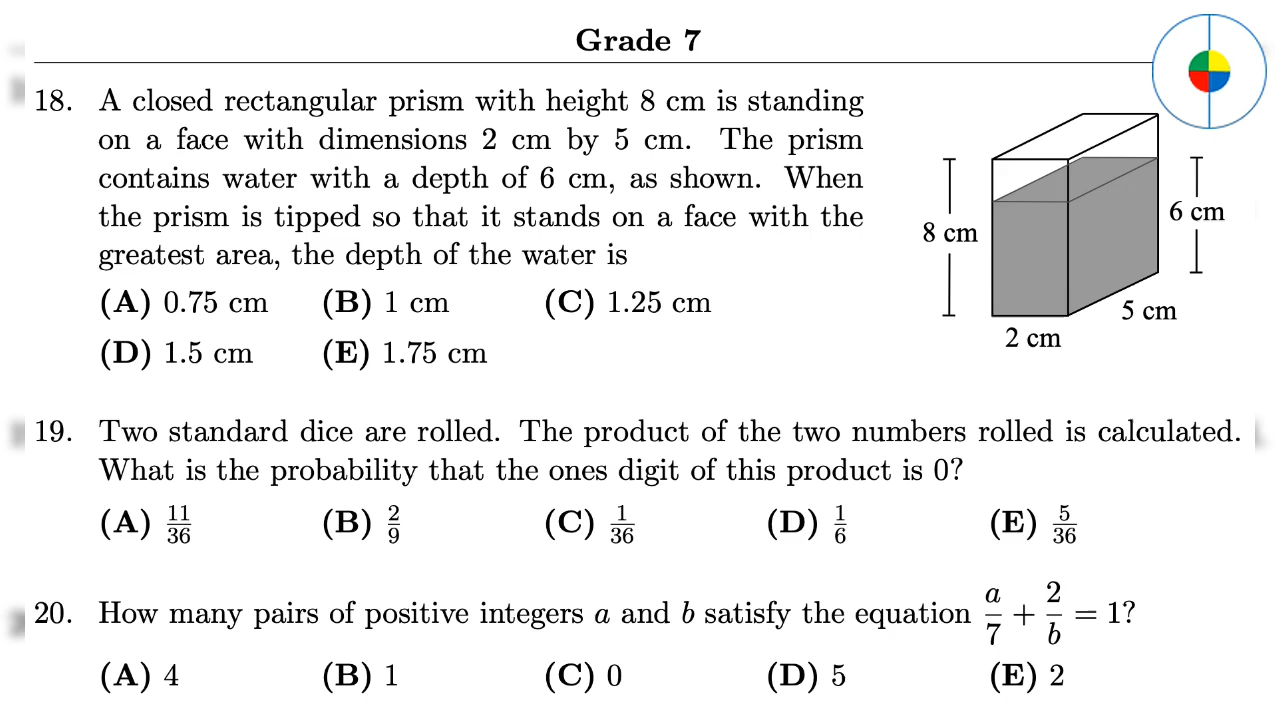 Grade 7
18. A closed rectangular prism with height 8 cm is standing
on a face with dimensions 2 cm by 5 cm. The prism
contains water with a depth of 6 cm, as shown. When
the prism is tipped so that it stands on a face with the
greatest area, the depth of the water is
(A) 0.75 cm (B) 1 cm (C) 1.25 cm
(D) 1.5 cm (E) 1.75 cm
8 cm
6 cm
5 cm
2 cm
19. Two standard dice are rolled. The product of the two numbers rolled is calculated.
What is the probability that the ones digit of this product is 0?
(A) 11/36 (B) 2/9 (C) 1/36 (D) 1/6 (E) 5/36
20. How many pairs of positive integers a and b satisfy the equation a/7 + 2/b = 1?
(A) 4 (B) 1 (C) 0 (D) 5 (E) 2